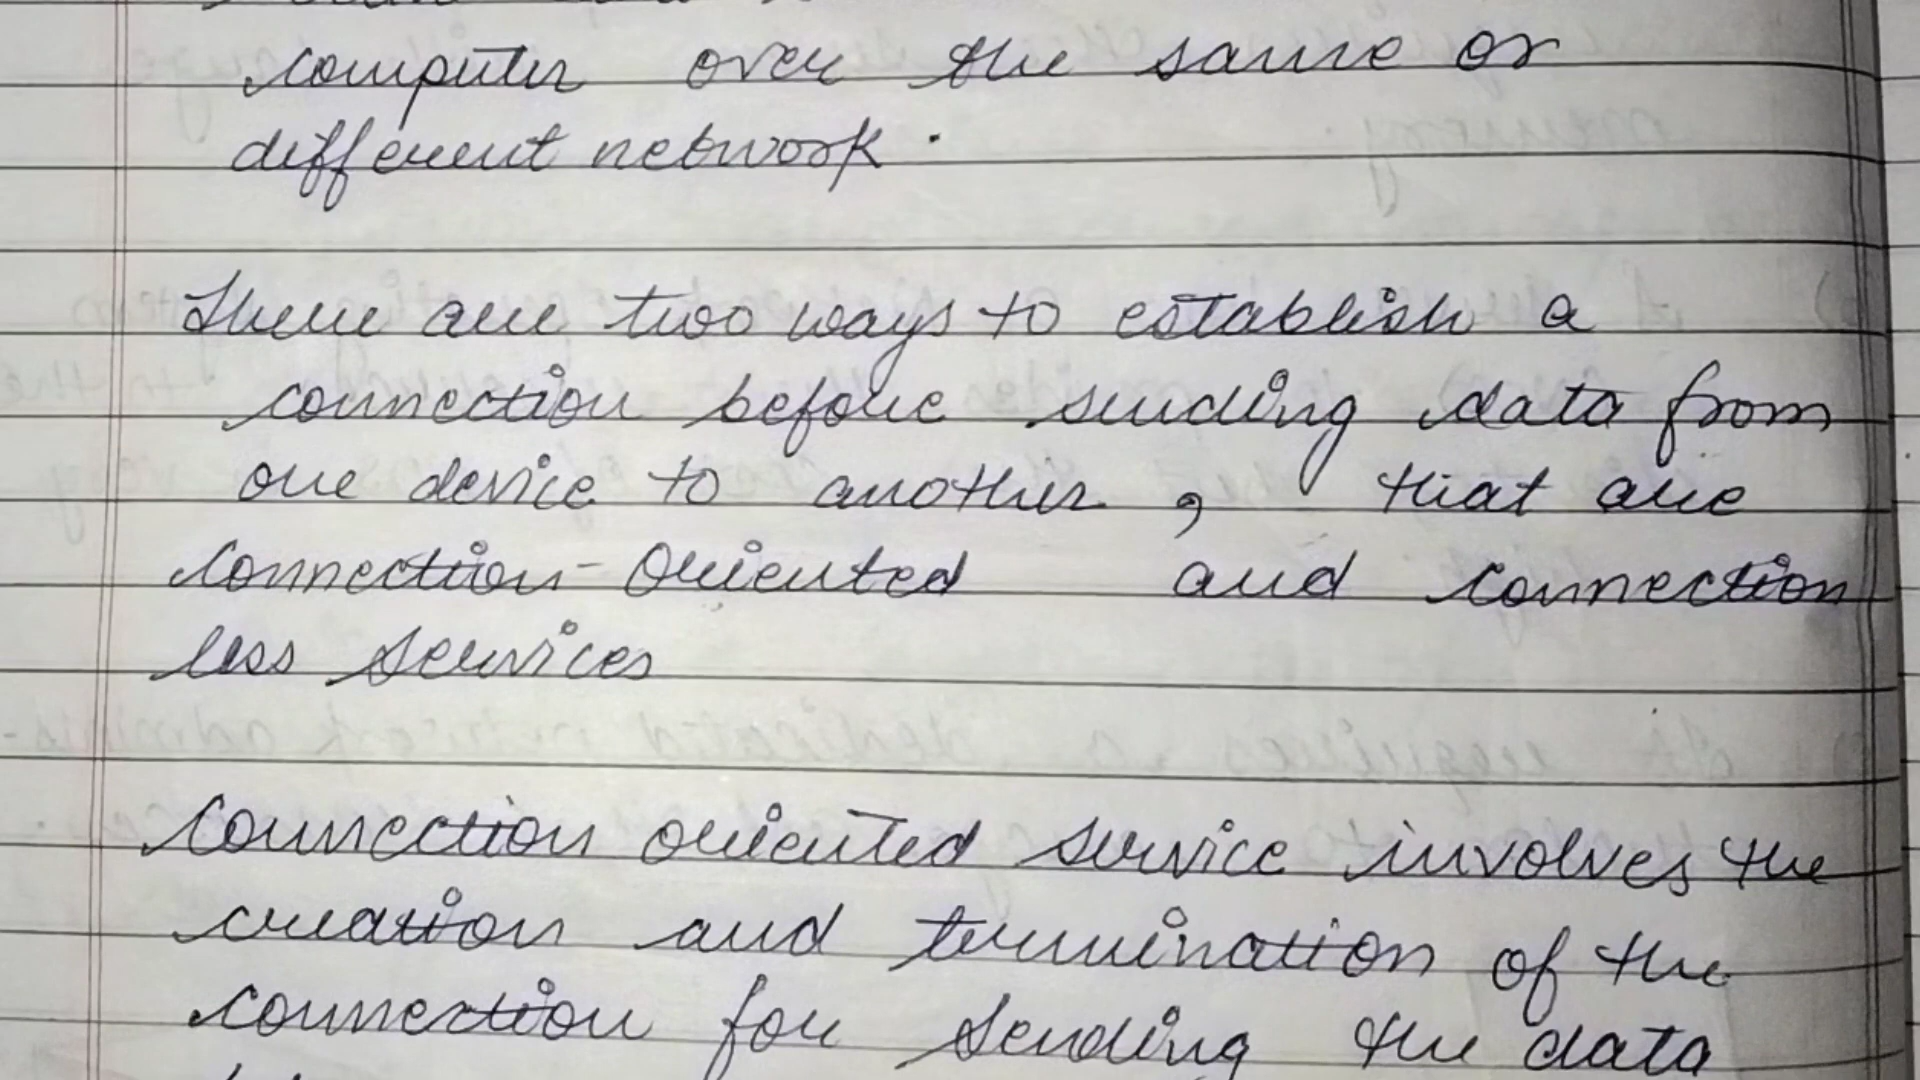 computer over the same or
different network.
There are two ways to establish a
connection before sending data from
one device to another, that are
Connection-Oriented and connection
less services
Connection oriented service involves the
creation and termination of the
connection for sending the data